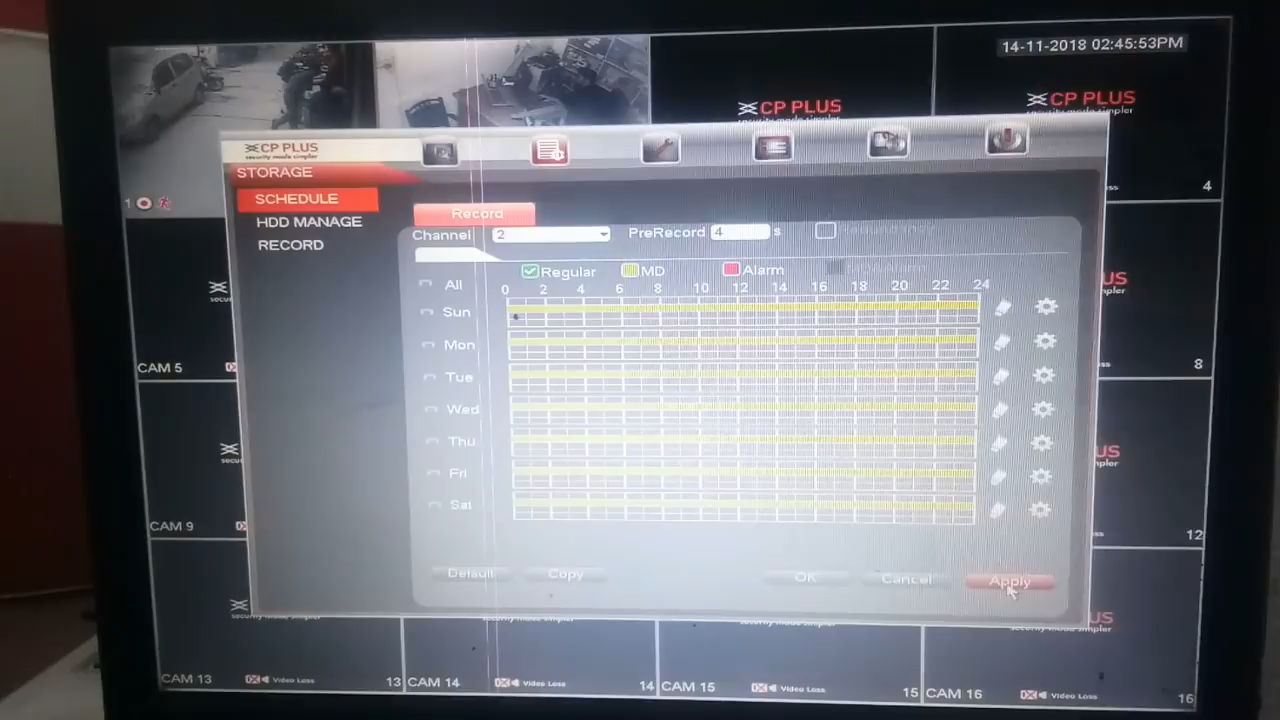 14-11-2018 02:45:53PM
CP PLUS
CP PLUS
CP PLUS
security made simpler
STORAGE
SCHEDULE
HDD MANAGE
RECORD
Record
Channel 2 PreRecord 4 s
Regular MD Alarm
All 0 2 4 6 8 10 12 14 16 18 20 22 24
Sun
Mon
Tue
Wed
Thu
Fri
Sat
Default Copy OK Cancel Apply
1
4
CAM 5
8
CAM 9
12
CAM 13 Video Loss 13
CAM 14 Video Loss 14
CAM 15 Video Loss 15
CAM 16 Video Loss 16